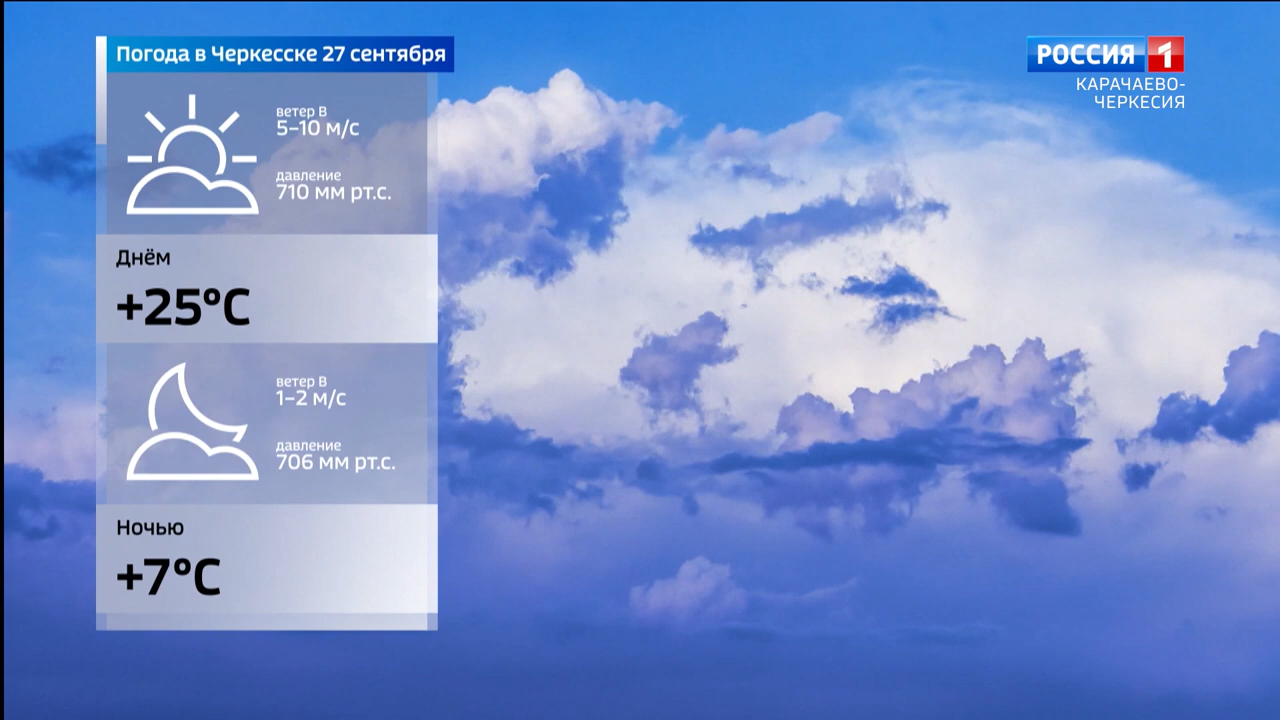 Погода в Черкесске 27 сентября
РОССИЯ 1
КАРАЧАЕВО-
ЧЕРКЕСИЯ
ветер В
5–10 м/с
давление
710 мм рт.с.
Днём
+25°C
ветер В
1–2 м/с
давление
706 мм рт.с.
Ночью
+7°C